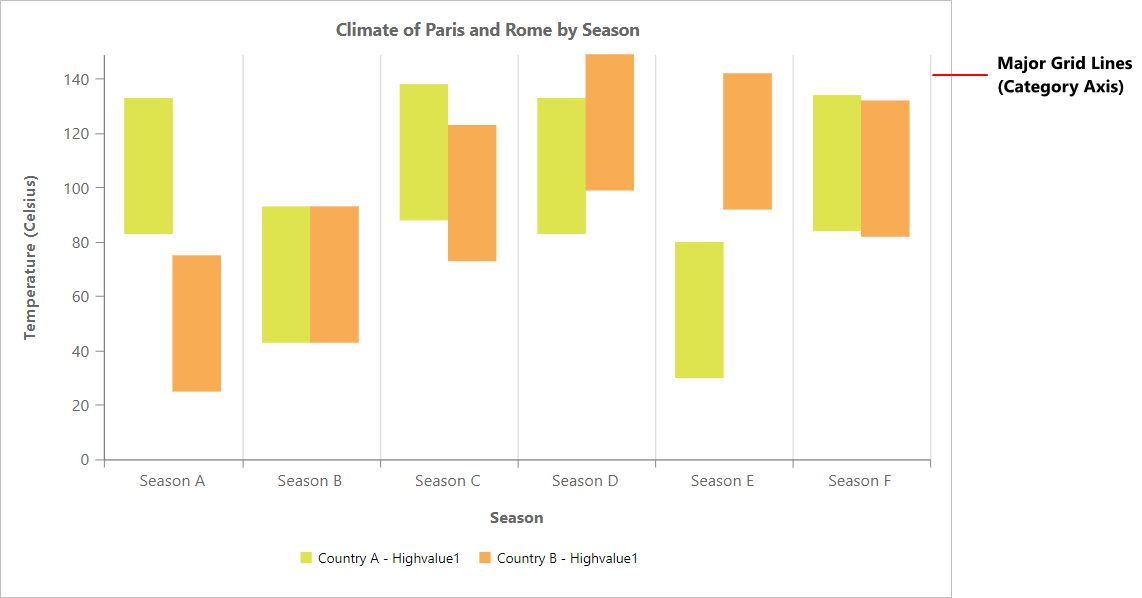 Climate of Paris and Rome by Season
Major Grid Lines
(Category Axis)
Temperature (Celsius)
140
120
100
80
60
40
20
0
Season A Season B Season C Season D Season E Season F
Season
Country A - Highvalue1 Country B - Highvalue1